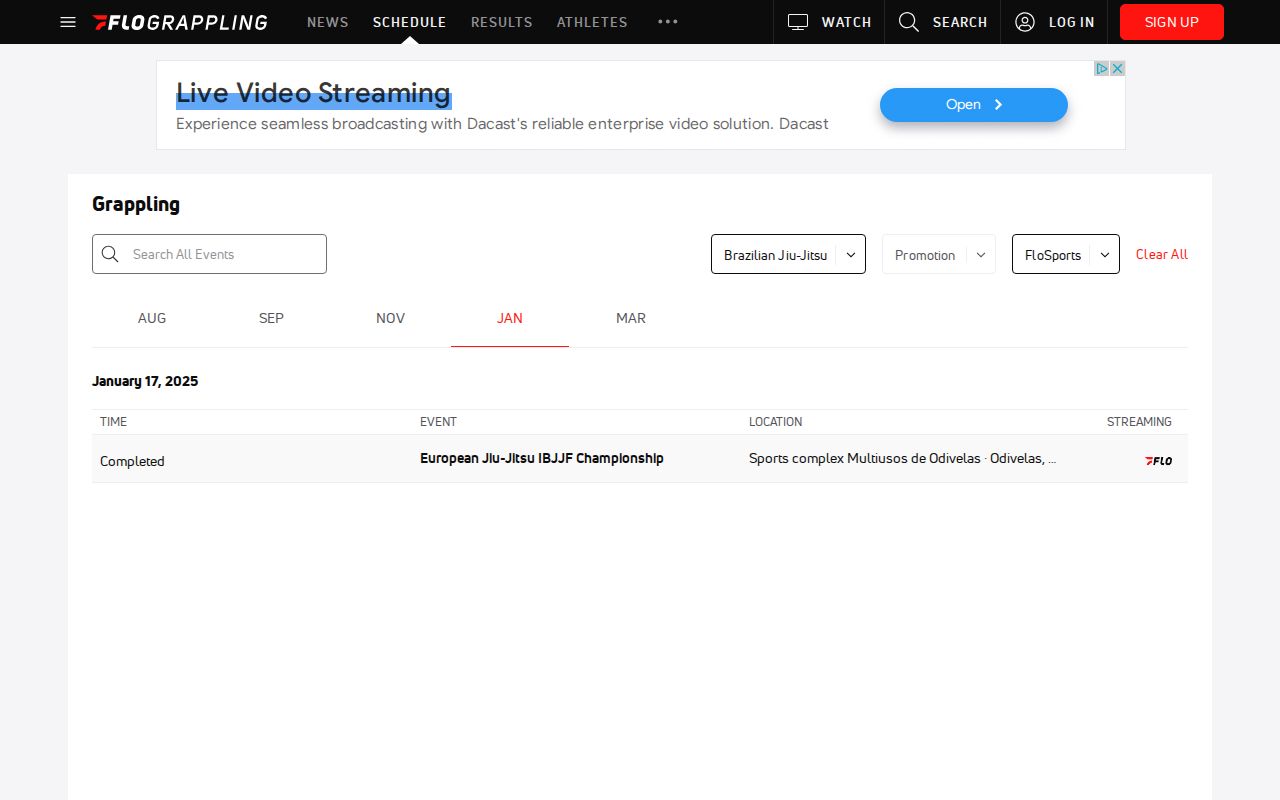 FLOGRAPPLING NEWS SCHEDULE RESULTS ATHLETES WATCH SEARCH LOG IN SIGN UP
Live Video Streaming
Experience seamless broadcasting with Dacast's reliable enterprise video solution. Dacast
Open
Grappling
Search All Events
Brazilian Jiu-Jitsu Promotion FloSports Clear All
AUG SEP NOV JAN MAR
January 17, 2025
TIME EVENT LOCATION STREAMING
Completed European Jiu-Jitsu IBJJF Championship Sports complex Multiusos de Odivelas · Odivelas, ... FLO